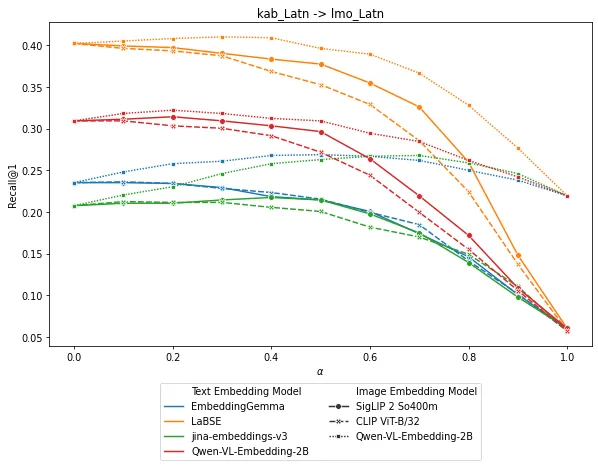 kab_Latn -> lmo_Latn
Recall@1
0.40
0.35
0.30
0.25
0.20
0.15
0.10
0.05
0.0 0.2 0.4 0.6 0.8 1.0
α
Text Embedding Model Image Embedding Model
EmbeddingGemma SigLIP 2 So400m
LaBSE CLIP ViT-B/32
jina-embeddings-v3 Qwen-VL-Embedding-2B
Qwen-VL-Embedding-2B